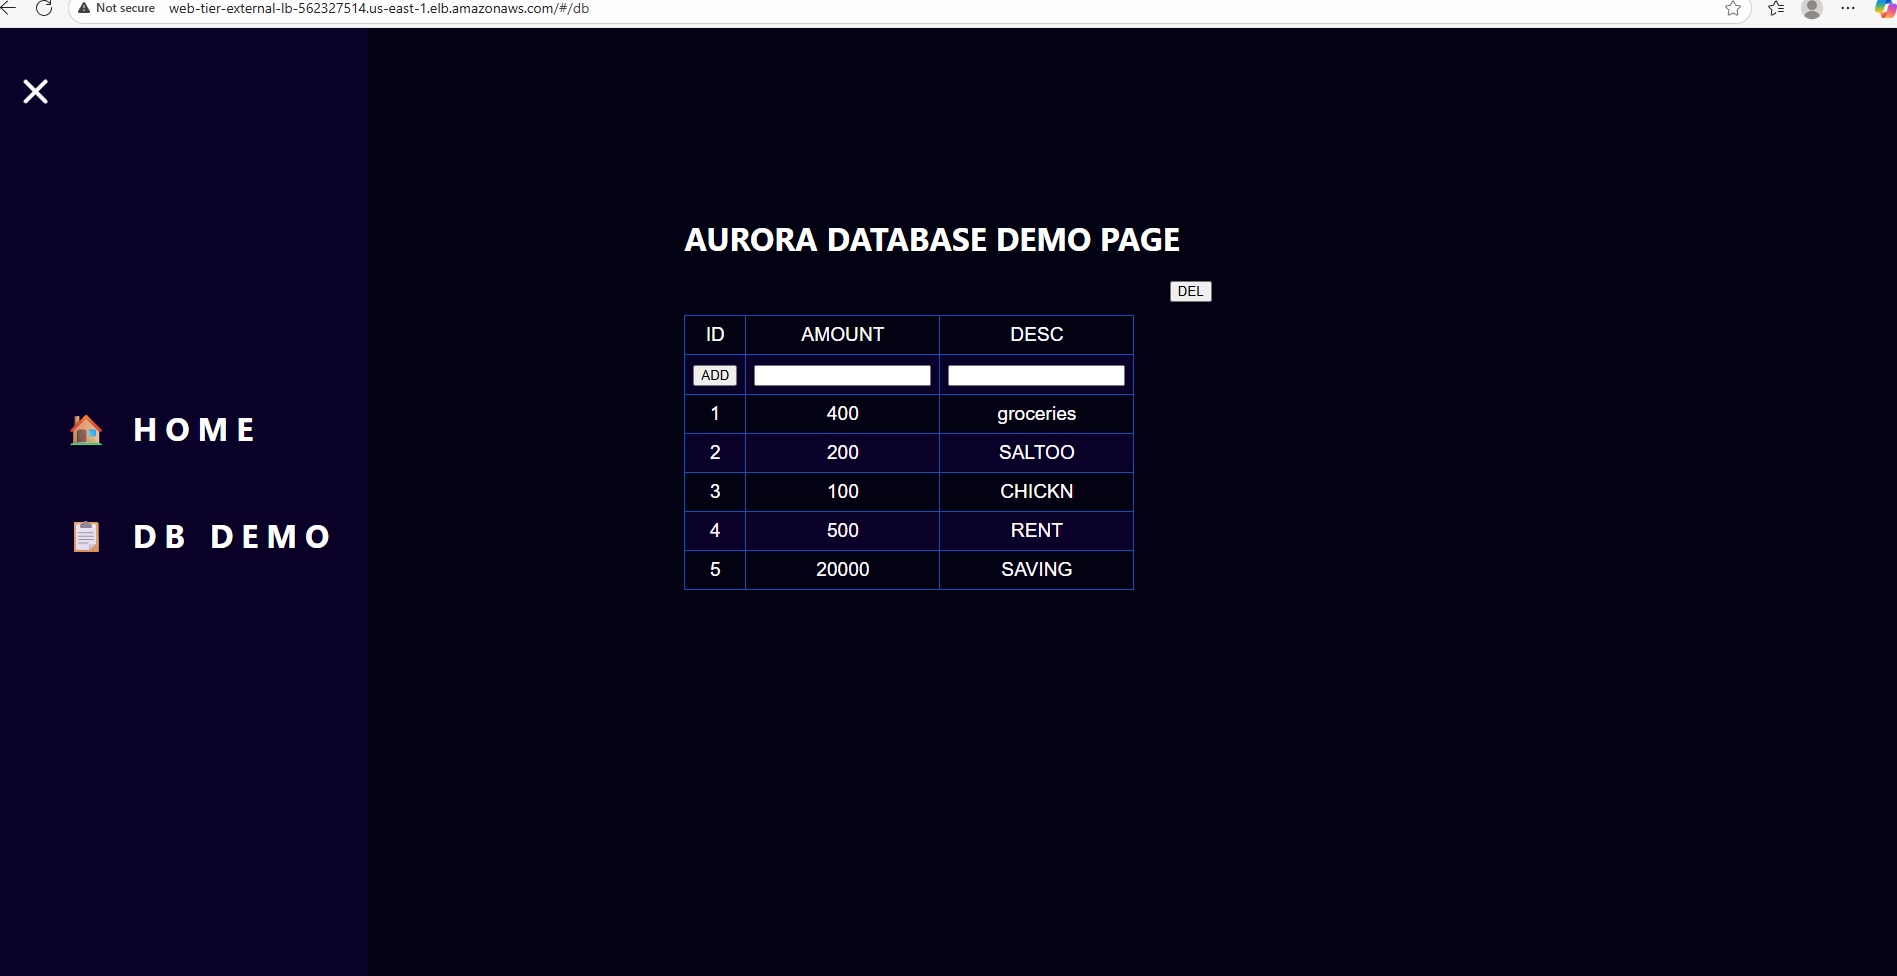 Not secure web-tier-external-lb-562327514.us-east-1.elb.amazonaws.com/#/db
HOME
DB DEMO
AURORA DATABASE DEMO PAGE
DEL
ID AMOUNT DESC
ADD
1 400 groceries
2 200 SALTOO
3 100 CHICKN
4 500 RENT
5 20000 SAVING